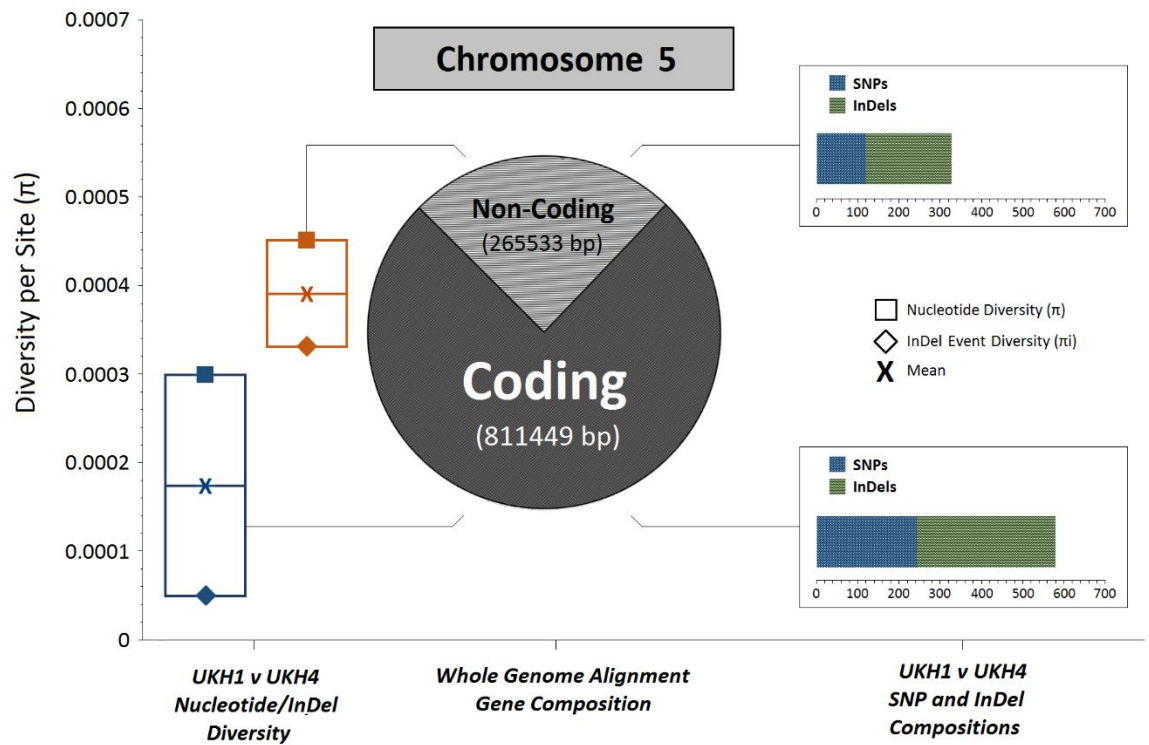 Chromosome 5
Diversity per Site (π)
0.0007
0.0006
0.0005
0.0004
0.0003
0.0002
0.0001
0
X
X
Non-Coding
(265533 bp)
Coding
(811449 bp)
SNPs
InDels
0 100 200 300 400 500 600 700
Nucleotide Diversity (π)
InDel Event Diversity (πi)
X Mean
SNPs
InDels
0 100 200 300 400 500 600 700
UKH1 v UKH4
Nucleotide/InDel
Diversity
Whole Genome Alignment
Gene Composition
UKH1 v UKH4
SNP and InDel
Compositions